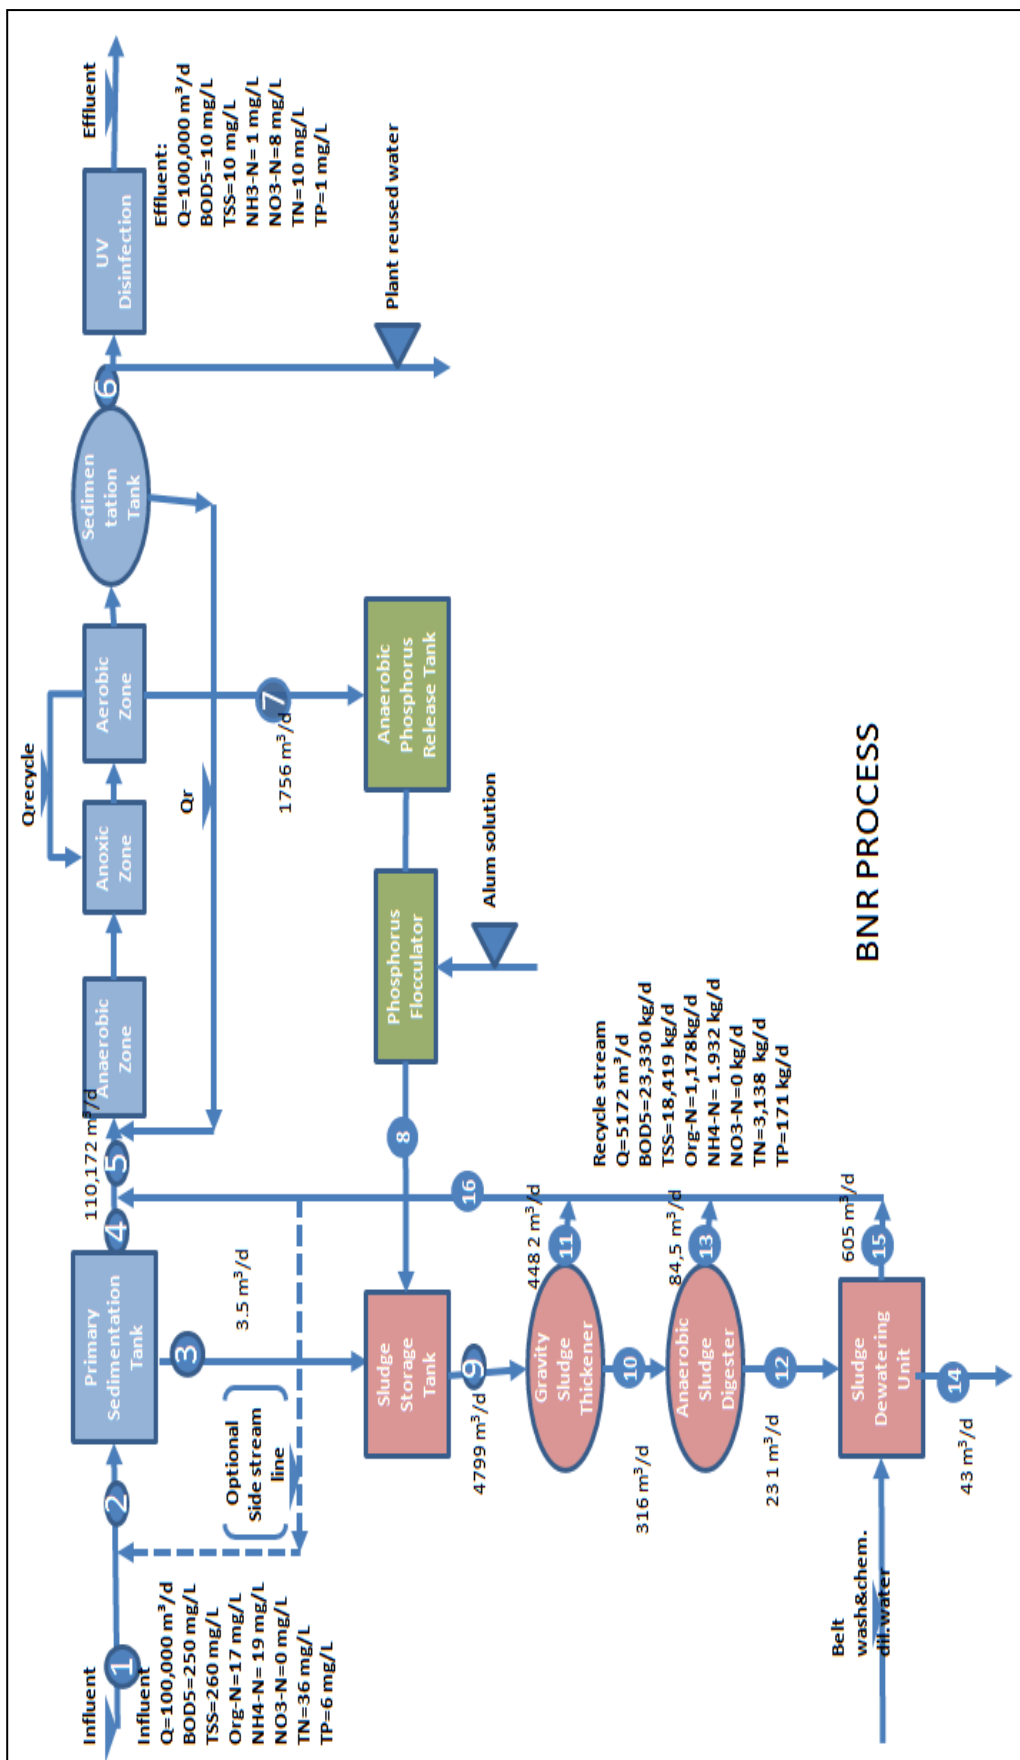 Influent
1
Influent
Q=100,000 m³/d
BOD5=250 mg/L
TSS=260 mg/L
Org-N=17 mg/L
NH4-N= 19 mg/L
NO3-N=0 mg/L
TN=36 mg/L
TP=6 mg/L
2
Primary
Sedimentation
Tank
4
5
110,172 m³/d
Anaerobic
Zone
Anoxic
Zone
Aerobic
Zone
Qrecycle
Qr
Sedimen
tation
Tank
6
UV
Disinfection
Effluent
Effluent:
Q=100,000 m³/d
BOD5=10 mg/L
TSS=10 mg/L
NH3-N= 1 mg/L
NO3-N=8 mg/L
TN=10 mg/L
TP=1 mg/L
Plant reused water
Optional
Side stream
line
3
3.5 m³/d
7
1756 m³/d
Sludge
Storage
Tank
8
Phosphorus
Flocculator
Anaerobic
Phosphorus
Release Tank
Alum solution
9
4799 m³/d
16
Gravity
Sludge
Thickener
11
448 2 m³/d
10
316 m³/d
Anaerobic
Sludge
Digester
13
84,5 m³/d
12
23 1 m³/d
Recycle stream
Q=5172 m³/d
BOD5=23,330 kg/d
TSS=18,419 kg/d
Org-N=1,178kg/d
NH4-N= 1.932 kg/d
NO3-N=0 kg/d
TN=3,138 kg/d
TP=171 kg/d
Belt
wash&chem.
dil.water
Sludge
Dewatering
Unit
15
605 m³/d
14
43 m³/d
BNR PROCESS